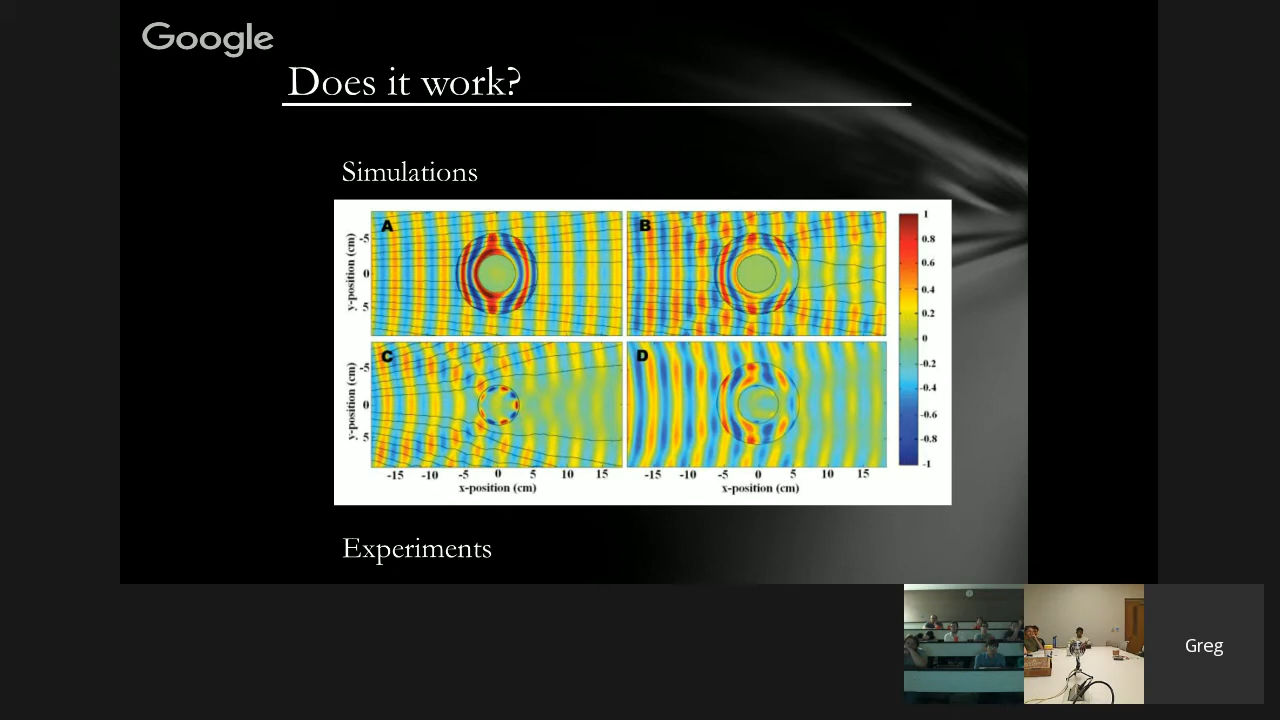 Google
Does it work?
Simulations
A
B
1
0.8
0.6
0.4
0.2
0
-0.2
-0.4
-0.6
-0.8
-1
y-position (cm)
-5
0
5
C
D
y-position (cm)
-5
0
5
-15 -10 -5 0 5 10 15
-15 -10 -5 0 5 10 15
x-position (cm)
x-position (cm)
Experiments
Greg